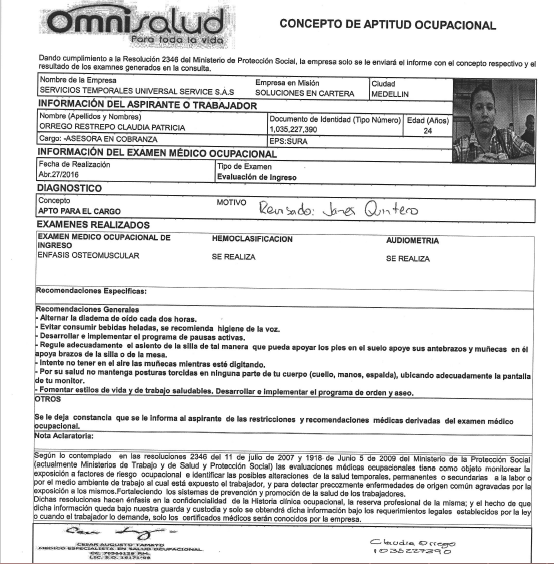 Omnisalud
Para toda la vida
CONCEPTO DE APTITUD OCUPACIONAL
Dando cumplimiento a la Resolución 2346 del Ministerio de Protección Social, la empresa solo se enviará el informe con el concepto respectivo y el
resultado de los examnes generados en la consulta.
Nombre de la Empresa Empresa en Misión Ciudad
SERVICIOS TEMPORALES UNIVERSAL SERVICE S.A.S SOLUCIONES EN CARTERA MEDELLIN
INFORMACIÓN DEL ASPIRANTE O TRABAJADOR
Nombre (Apellidos y Nombres) Documento de Identidad (Tipo Número) Edad (Años)
ORREGO RESTREPO CLAUDIA PATRICIA 1,035,227,390 24
Cargo: -ASESORA EN COBRANZA EPS:SURA
INFORMACIÓN DEL EXAMEN MÉDICO OCUPACIONAL
Fecha de Realización Tipo de Examen
Abr.27/2016 Evaluación de Ingreso
DIAGNOSTICO
Concepto MOTIVO Revisado: Janes Quintero
APTO PARA EL CARGO
EXAMENES REALIZADOS
EXAMEN MEDICO OCUPACIONAL DE INGRESO HEMOCLASIFICACION AUDIOMETRIA
ENFASIS OSTEOMUSCULAR SE REALIZA SE REALIZA
Recomendaciones Especificas:
Recomendaciones Generales
- Alternar la diadema de oído cada dos horas.
- Evitar consumir bebidas heladas, se recomienda higiene de la voz.
- Desarrollar e implementar el programa de pausas activas.
- Regule adecuadamente el asiento de la silla de tal manera que pueda apoyar los pies en el suelo apoye sus antebrazos y muñecas en él
apoya brazos de la silla o de la mesa.
- Intente no tener en el aire las muñecas mientras esté digitando.
- Por su salud no mantenga posturas torcidas en ninguna parte de tu cuerpo (cuello, manos, espalda), ubicando adecuadamente la pantalla
de tu monitor.
- Fomentar estilos de vida y de trabajo saludables. Desarrollar e implementar el programa de orden y aseo.
OTROS
Se le deja constancia que se le informa al aspirante de las restricciones y recomendaciones médicas derivadas del examen médico
ocupacional.
Nota Aclaratoria:
Según lo contemplado en las resoluciones 2346 del 11 de julio de 2007 y 1918 de Junio 5 de 2009 del Ministerio de la Protección Social
(actualmente Ministerios de Trabajo y de Salud y Protección Social) las evaluaciones médicas ocupacionales tiene como objeto monitorear la
exposición a factores de riesgo ocupacional e identificar las posibles alteraciones de la salud temporales, permanentes o secundarias a la labor o
por el medio ambiente de trabajo al cual está expuesto el trabajador, y para detectar precozmente enfermedades de origen común agravadas por la
exposición a los mismos.Fortaleciendo los sistemas de prevención y promoción de la salud de los trabajadores.
Dichas resoluciones hacen énfasis en la confidencialidad de la Historia clínica ocupacional, la reserva profesional de la misma; y el hecho de que
dicha información queda bajo nuestra guarda y custodia y solo se obtendrá dicha información bajo los requerimientos legales establecidos por la ley
o cuando el trabajador lo demande, solo los certificados médicos serán conocidos por la empresa.
CESAR AUGUSTO TAMAYO Claudia Orrego
MEDICO ESPECIALISTA EN SALUD OCUPACIONAL 1035227390